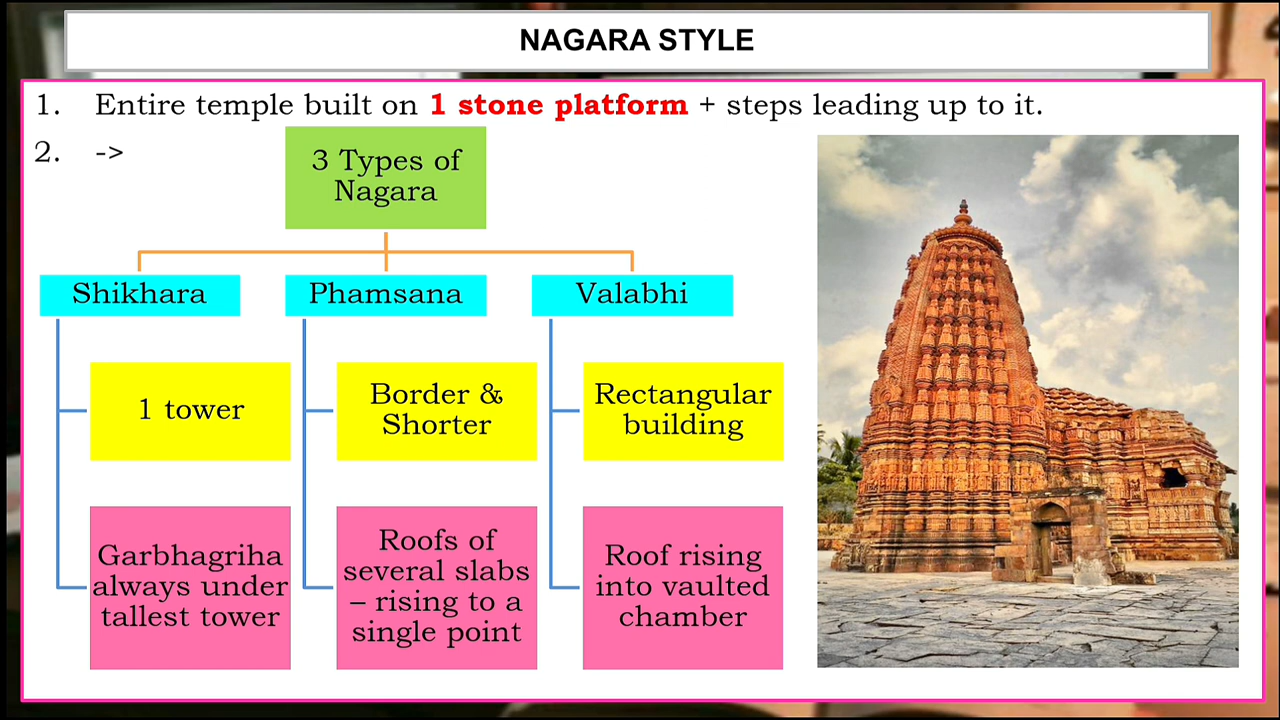 NAGARA STYLE
1. Entire temple built on 1 stone platform + steps leading up to it.
2. ->
3 Types of
Nagara
Shikhara
Phamsana
Valabhi
1 tower
Border &
Shorter
Rectangular
building
Garbhagriha
always under
tallest tower
Roofs of
several slabs
– rising to a
single point
Roof rising
into vaulted
chamber